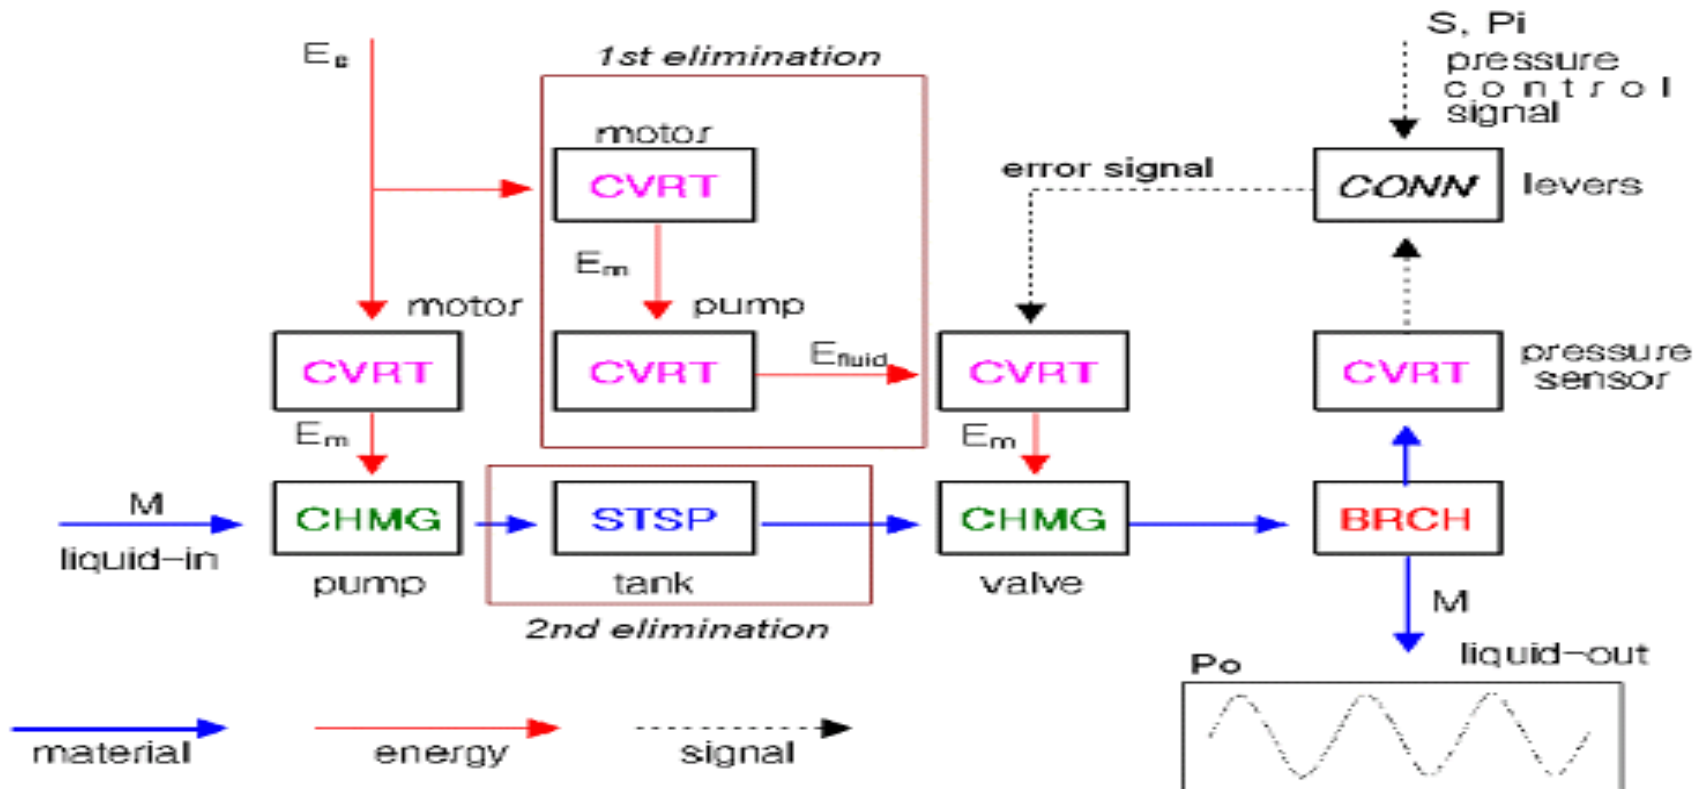 S, Pi
pressure
control
signal
Ee
1st elimination
motor
CVRT
error signal
CONN
levers
Em
motor
pump
CVRT
CVRT
Efluid
CVRT
CVRT
pressure
sensor
Em
Em
M
liquid-in
CHMG
STSP
CHMG
BRCH
pump
tank
valve
2nd elimination
M
liquid-out
Po
material
energy
signal